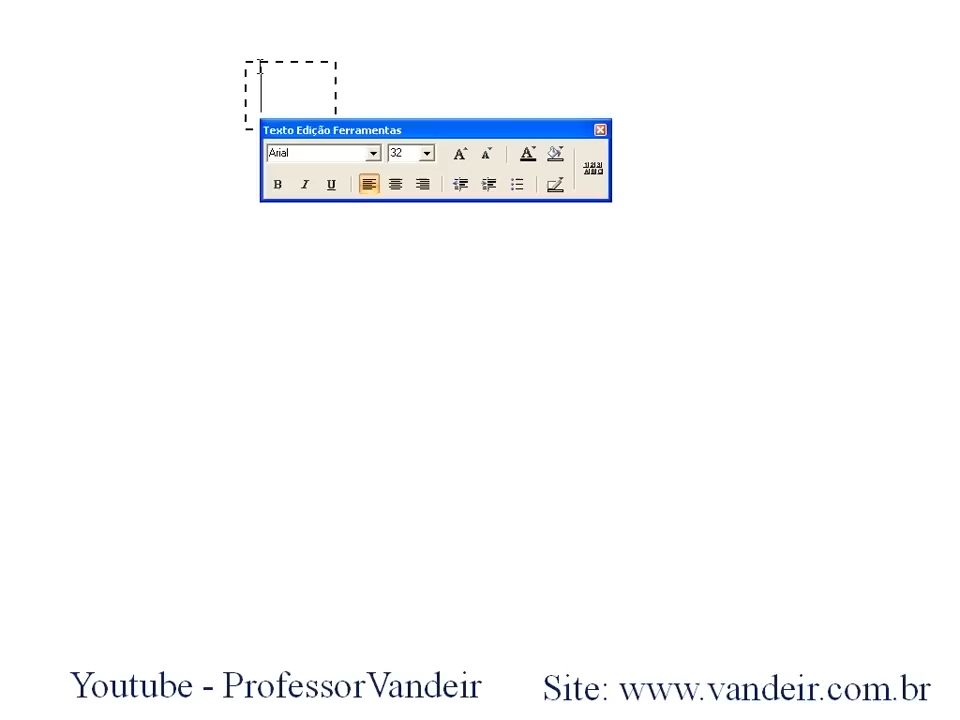 Texto Edição Ferramentas
Arial 32
B I U
Youtube - ProfessorVandeir
Site: www.vandeir.com.br